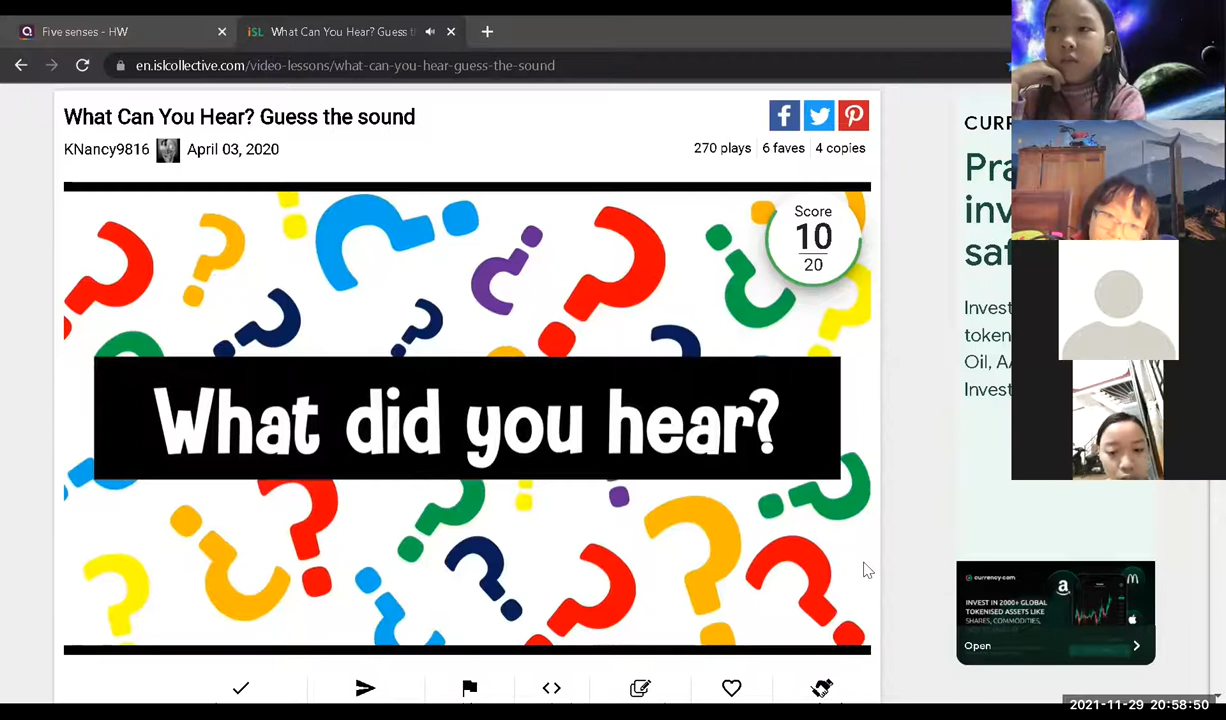 Five senses - HW
iSL What Can You Hear? Guess t
en.islcollective.com/video-lessons/what-can-you-hear-guess-the-sound
What Can You Hear? Guess the sound
KNancy9816 April 03, 2020
270 plays 6 faves 4 copies
Score
10
20
What did you hear?
CURR
Pra
inv
saf
Invest
token
Oil, A
Invest
currency.com
INVEST IN 2000+ GLOBAL
TOKENISED ASSETS LIKE
SHARES, COMMODITIES,
Open
2021-11-29 20:58:50